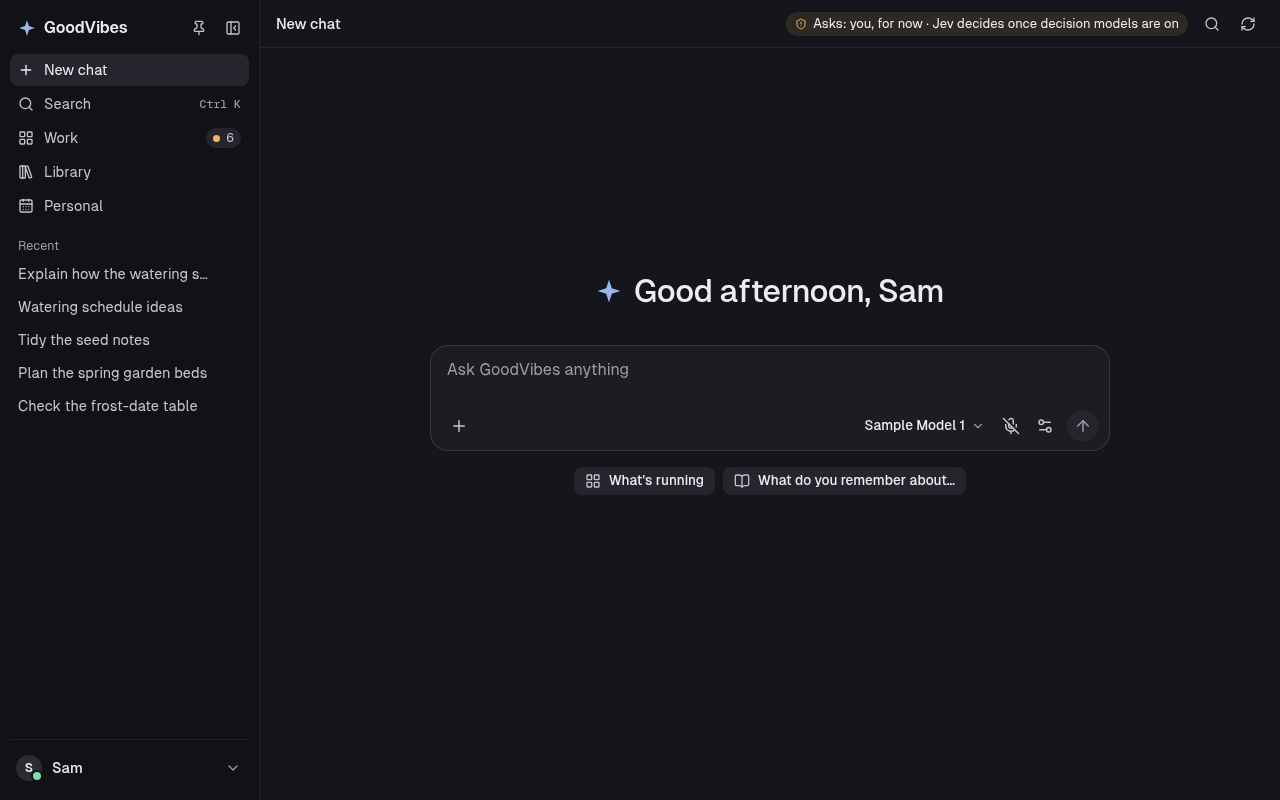 GoodVibes
New chat
Search Ctrl K
Work 6
Library
Personal
Recent
Explain how the watering s…
Watering schedule ideas
Tidy the seed notes
Plan the spring garden beds
Check the frost-date table
S Sam
New chat
Asks: you, for now · Jev decides once decision models are on
Good afternoon, Sam
Ask GoodVibes anything
Sample Model 1
What's running
What do you remember about…